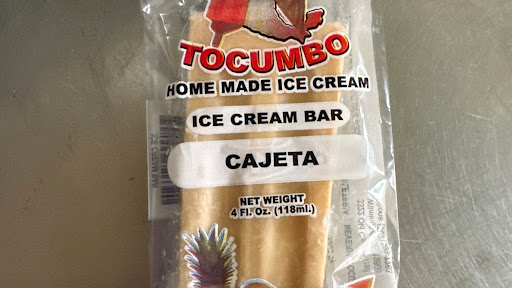 TOCUMBO
HOME MADE ICE CREAM
ICE CREAM BAR
CAJETA
NET WEIGHT
4 Fl. Oz. (118ml.)